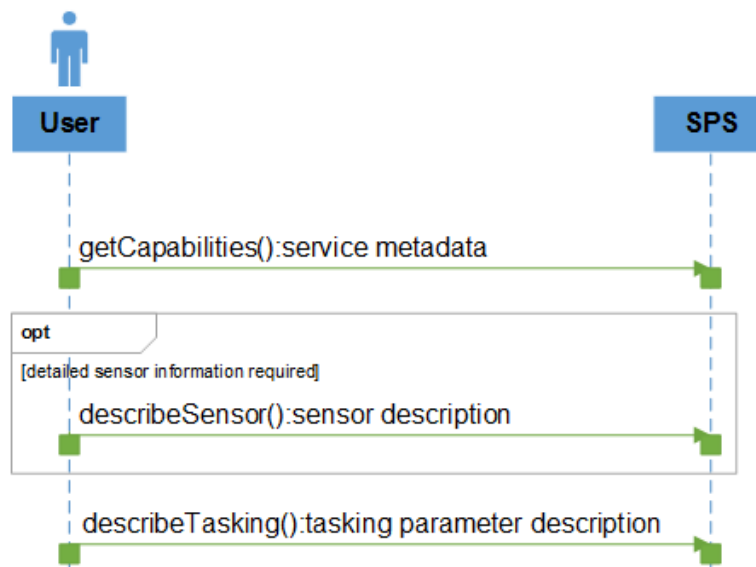 User
SPS
getCapabilities():service metadata
opt
[detailed sensor information required]
describeSensor():sensor description
describeTasking():tasking parameter description